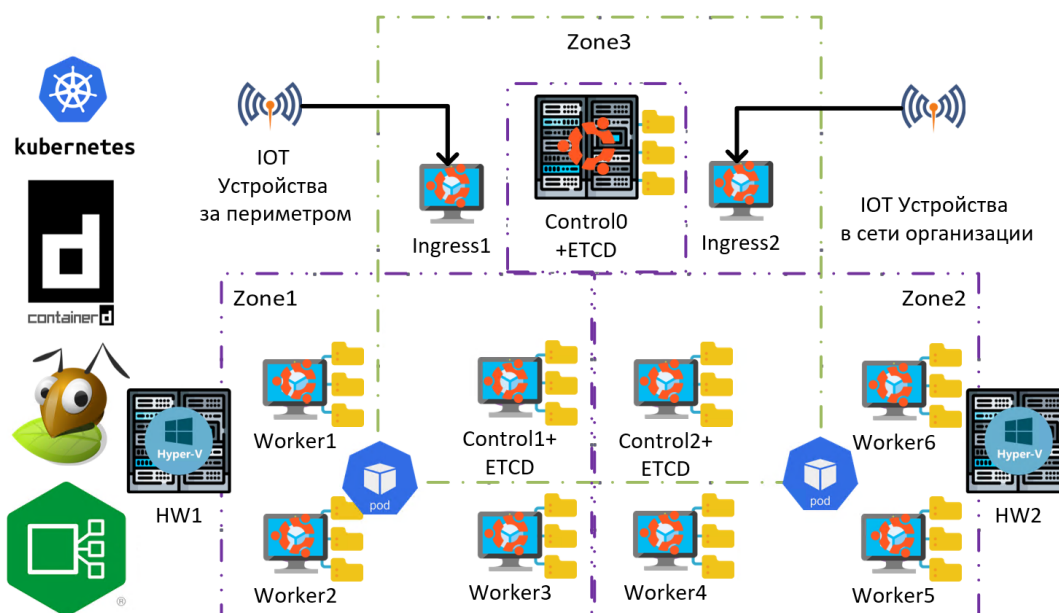 Zone3
kubernetes
IOT
Устройства
за периметром
Ingress1
Control0
+ETCD
Ingress2
IOT Устройства
в сети организации
d
containerd
Zone1
Zone2
Worker1
Control1+
ETCD
Control2+
ETCD
Worker6
Hyper-V
HW1
pod
pod
Hyper-V
HW2
Worker2
Worker3
Worker4
Worker5
®